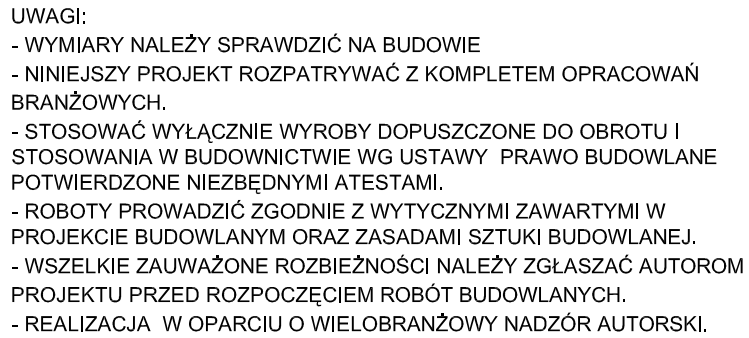 UWAGI:
- WYMIARY NALEŻY SPRAWDZIĆ NA BUDOWIE
- NINIEJSZY PROJEKT ROZPATRYWAĆ Z KOMPLETEM OPRACOWAŃ
BRANŻOWYCH.
- STOSOWAĆ WYŁĄCZNIE WYROBY DOPUSZCZONE DO OBROTU I
STOSOWANIA W BUDOWNICTWIE WG USTAWY  PRAWO BUDOWLANE
POTWIERDZONE NIEZBĘDNYMI ATESTAMI.
- ROBOTY PROWADZIĆ ZGODNIE Z WYTYCZNYMI ZAWARTYMI W
PROJEKCIE BUDOWLANYM ORAZ ZASADAMI SZTUKI BUDOWLANEJ.
- WSZELKIE ZAUWAŻONE ROZBIEŻNOŚCI NALEŻY ZGŁASZAĆ AUTOROM
PROJEKTU PRZED ROZPOCZĘCIEM ROBÓT BUDOWLANYCH.
- REALIZACJA  W OPARCIU O WIELOBRANŻOWY NADZÓR AUTORSKI.